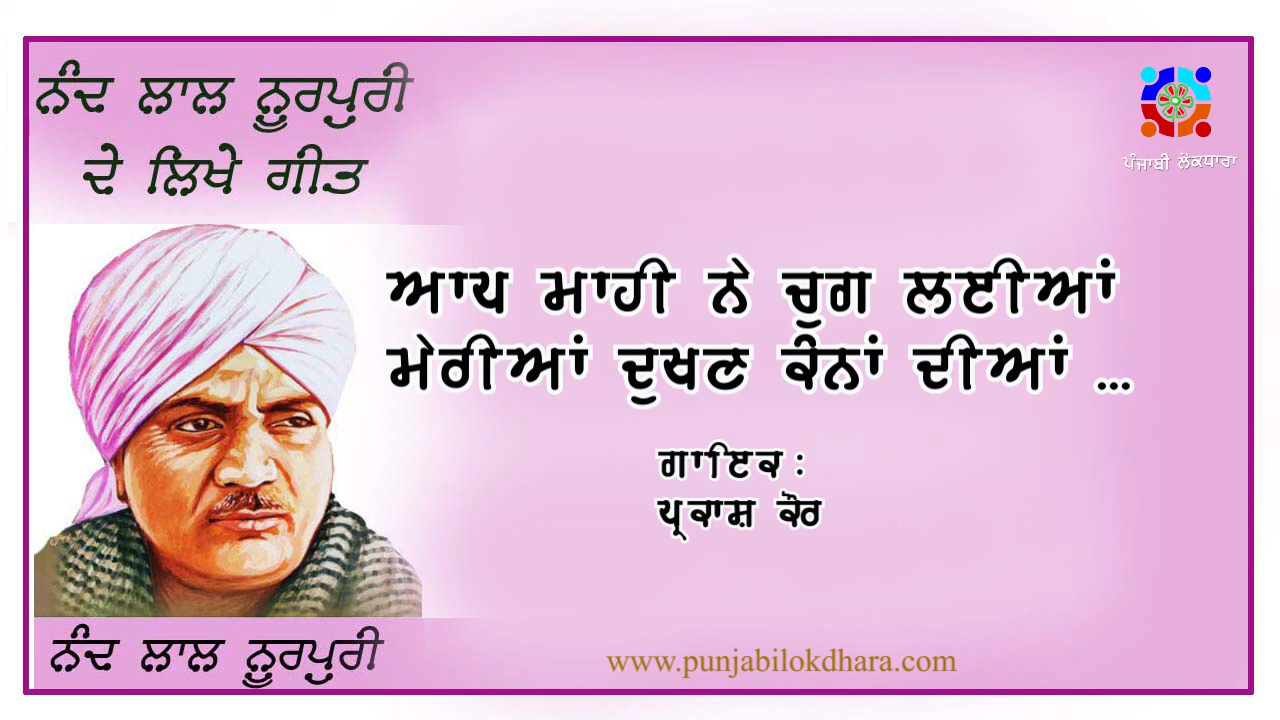 ਨੰਦ ਲਾਲ ਨੂਰਪੁਰੀ
ਦੇ ਲਿਖੇ ਗੀਤ
ਪੰਜਾਬੀ ਲੋਕਧਾਰਾ
ਆਪ ਮਾਹੀ ਨੇ ਚੁਗ ਲਈਆਂ
ਮੇਰੀਆਂ ਦੁਖਣ ਕੰਨਾਂ ਦੀਆਂ ...
ਗਾਇਕ :
ਪ੍ਰਕਾਸ਼ ਕੌਰ
ਨੰਦ ਲਾਲ ਨੂਰਪੁਰੀ
www.punjabilokdhara.com